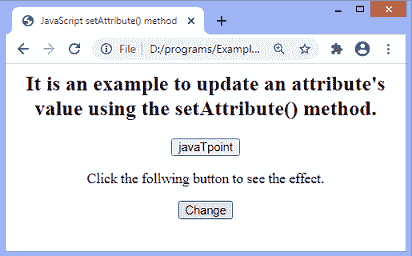 JavaScript setAttribute() method
File | D:/programs/Exampl...
It is an example to update an attribute's
value using the setAttribute() method.
javaTpoint
Click the follwing button to see the effect.
Change